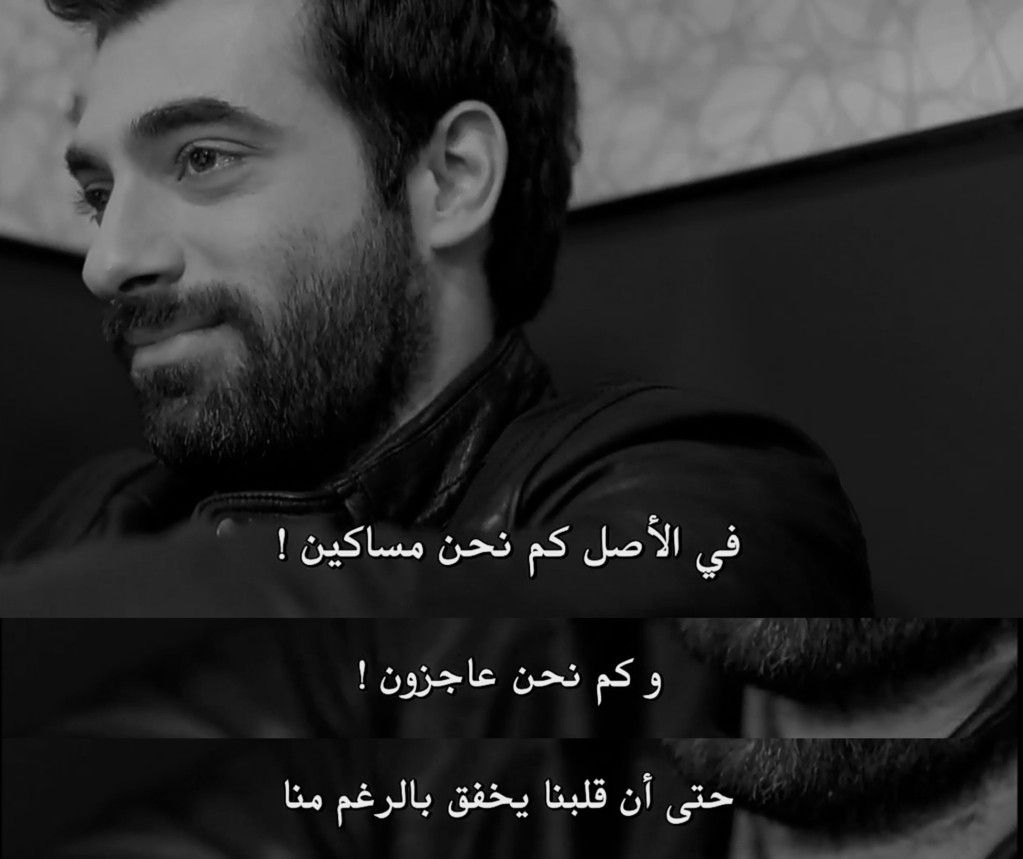 في الأصل كم نحن مساكين !
و كم نحن عاجزون !
حتى أن قلبنا يخفق بالرغم منا